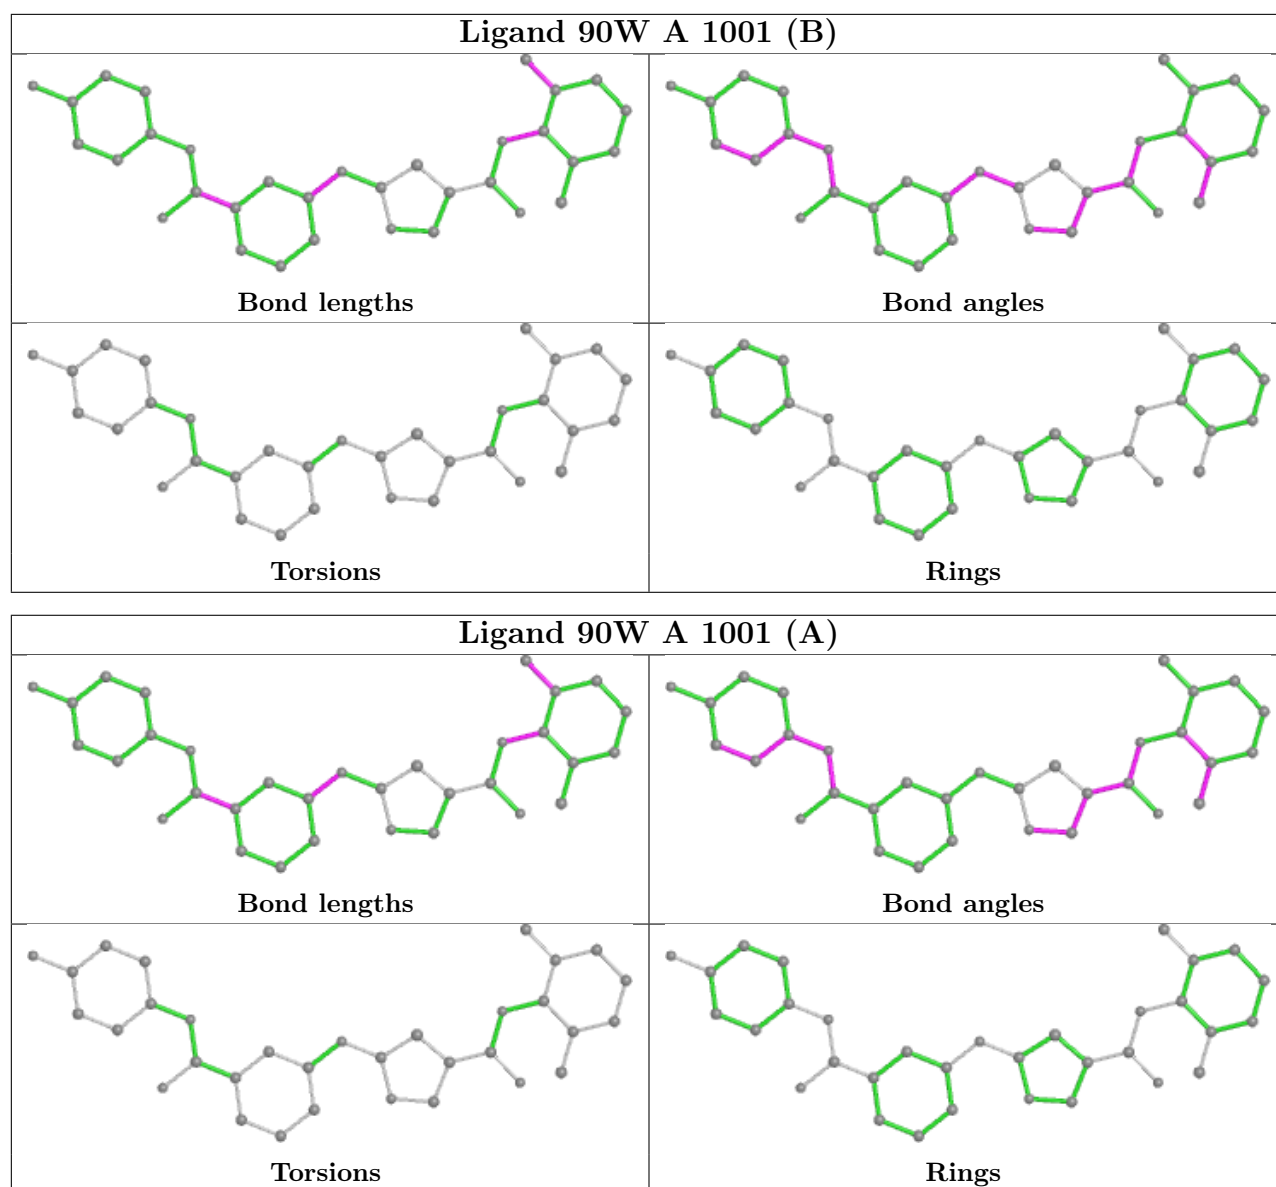 Ligand 90W A 1001 (B)
Bond lengths
Bond angles
Torsions
Rings
Ligand 90W A 1001 (A)
Bond lengths
Bond angles
Torsions
Rings